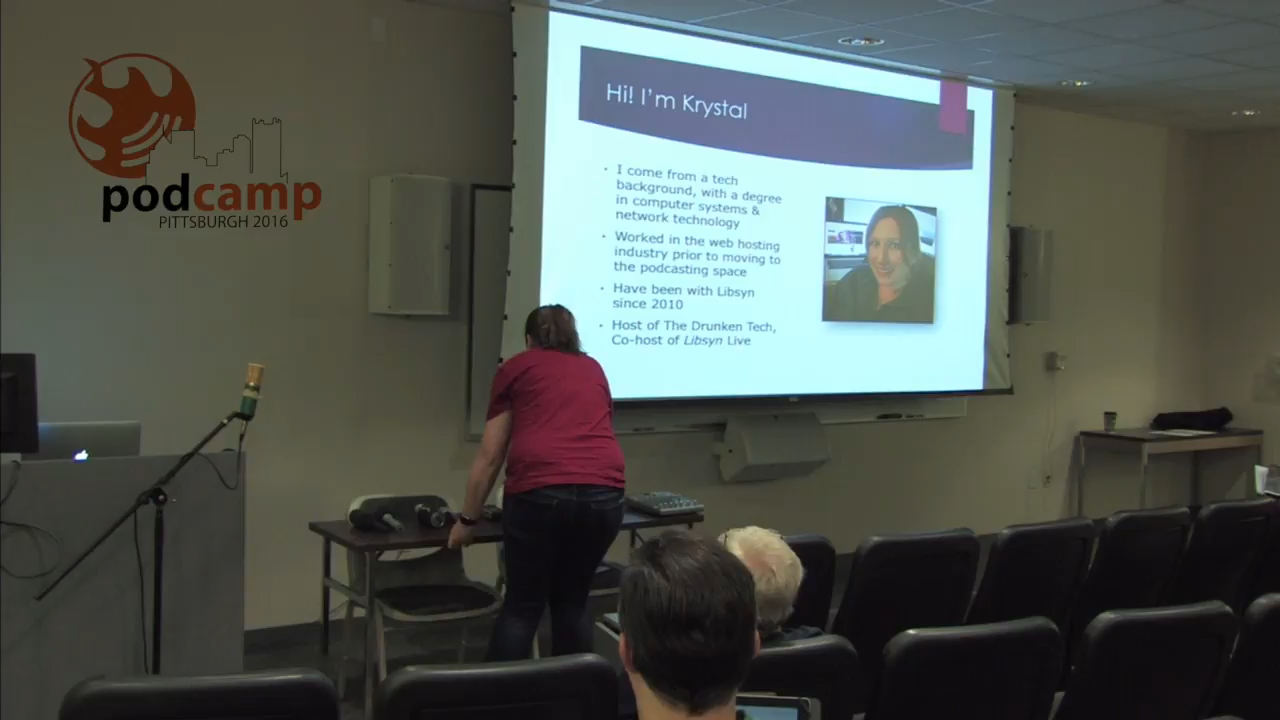 podcamp
PITTSBURGH 2016
Hi! I'm Krystal
• I come from a tech
background, with a degree
in computer systems &
network technology
• Worked in the web hosting
industry prior to moving to
the podcasting space
• Have been with Libsyn
since 2010
• Host of The Drunken Tech,
Co-host of Libsyn Live